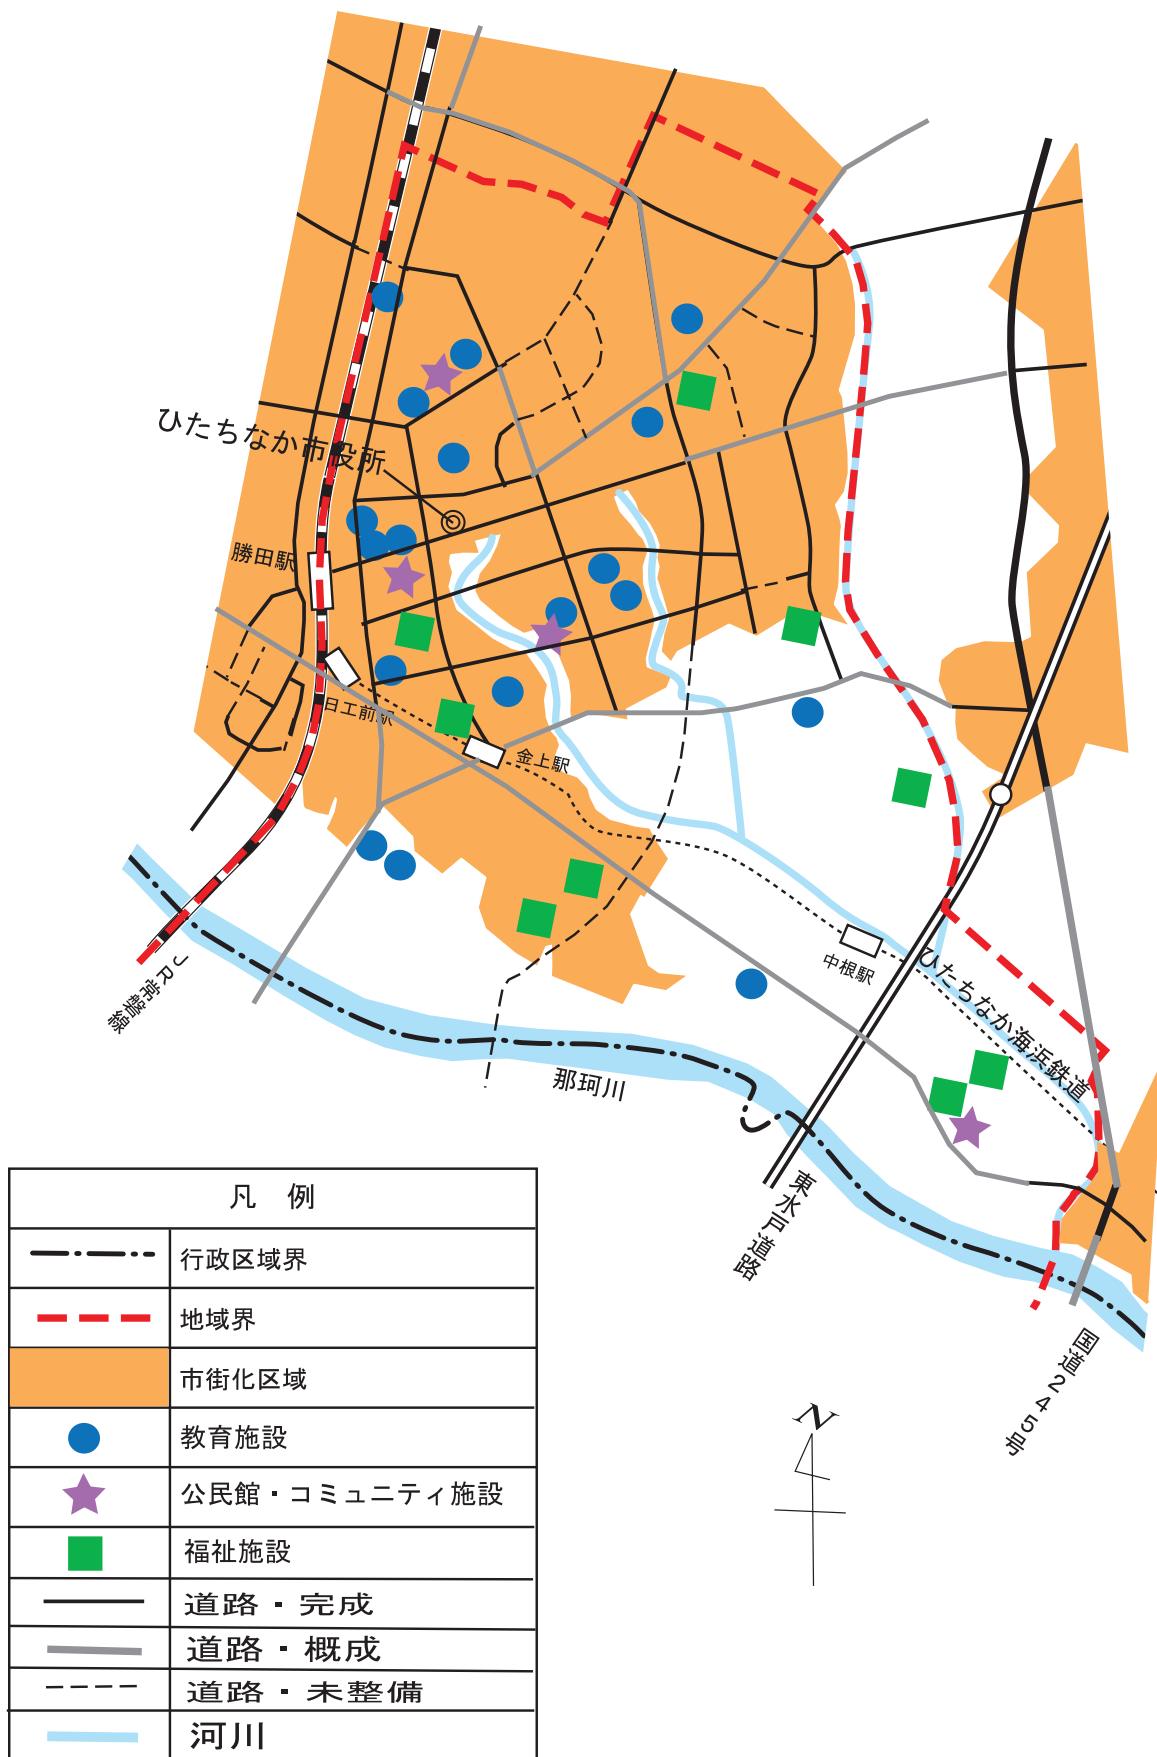 ひたちなか市役所
勝田駅
日工前駅
金上駅
中根駅
ひたちなか海浜鉄道
JR常磐線
那珂川
東水戸道路
国道245号
N
凡 例
行政区域界
地域界
市街化区域
教育施設
公民館・コミュニティ施設
福祉施設
道路・完成
道路・概成
道路・未整備
河川